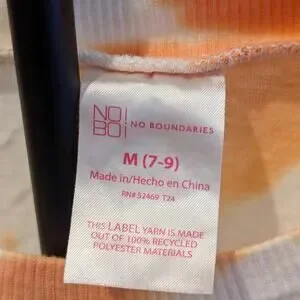 NO
BO!
NO BOUNDARIES
M (7-9)
Made in/Hecho en China
RN# 52469 T24
THIS LABEL YARN IS MADE
OUT OF 100% RECYCLED
POLYESTER MATERIALS